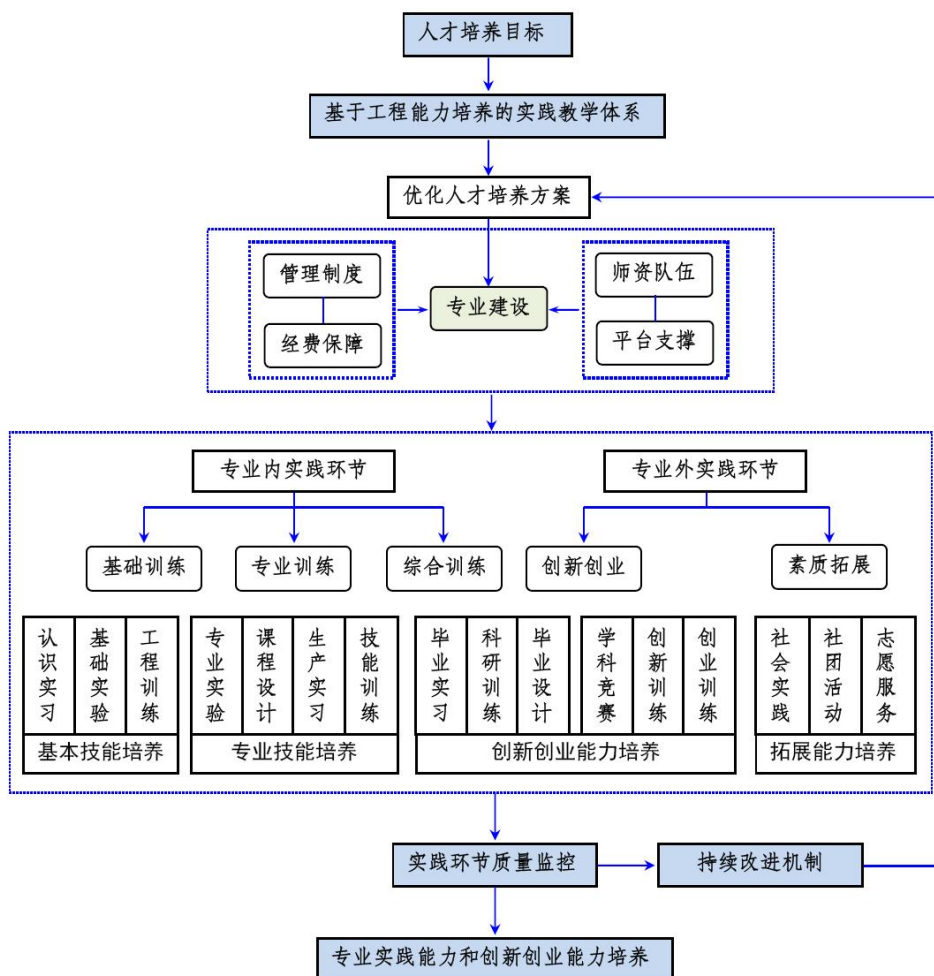 人才培养目标
基于工程能力培养的实践教学体系
优化人才培养方案
管理制度
经费保障
专业建设
师资队伍
平台支撑
专业内实践环节
专业外实践环节
基础训练
专业训练
综合训练
创新创业
素质拓展
认识实习
基础实验
工程训练
专业实验
课程设计
生产实习
技能训练
毕业实习
科研训练
毕业设计
学科竞赛
创新训练
创业训练
社会实践
社团活动
志愿服务
基本技能培养
专业技能培养
创新创业能力培养
拓展能力培养
实践环节质量监控
持续改进机制
专业实践能力和创新创业能力培养